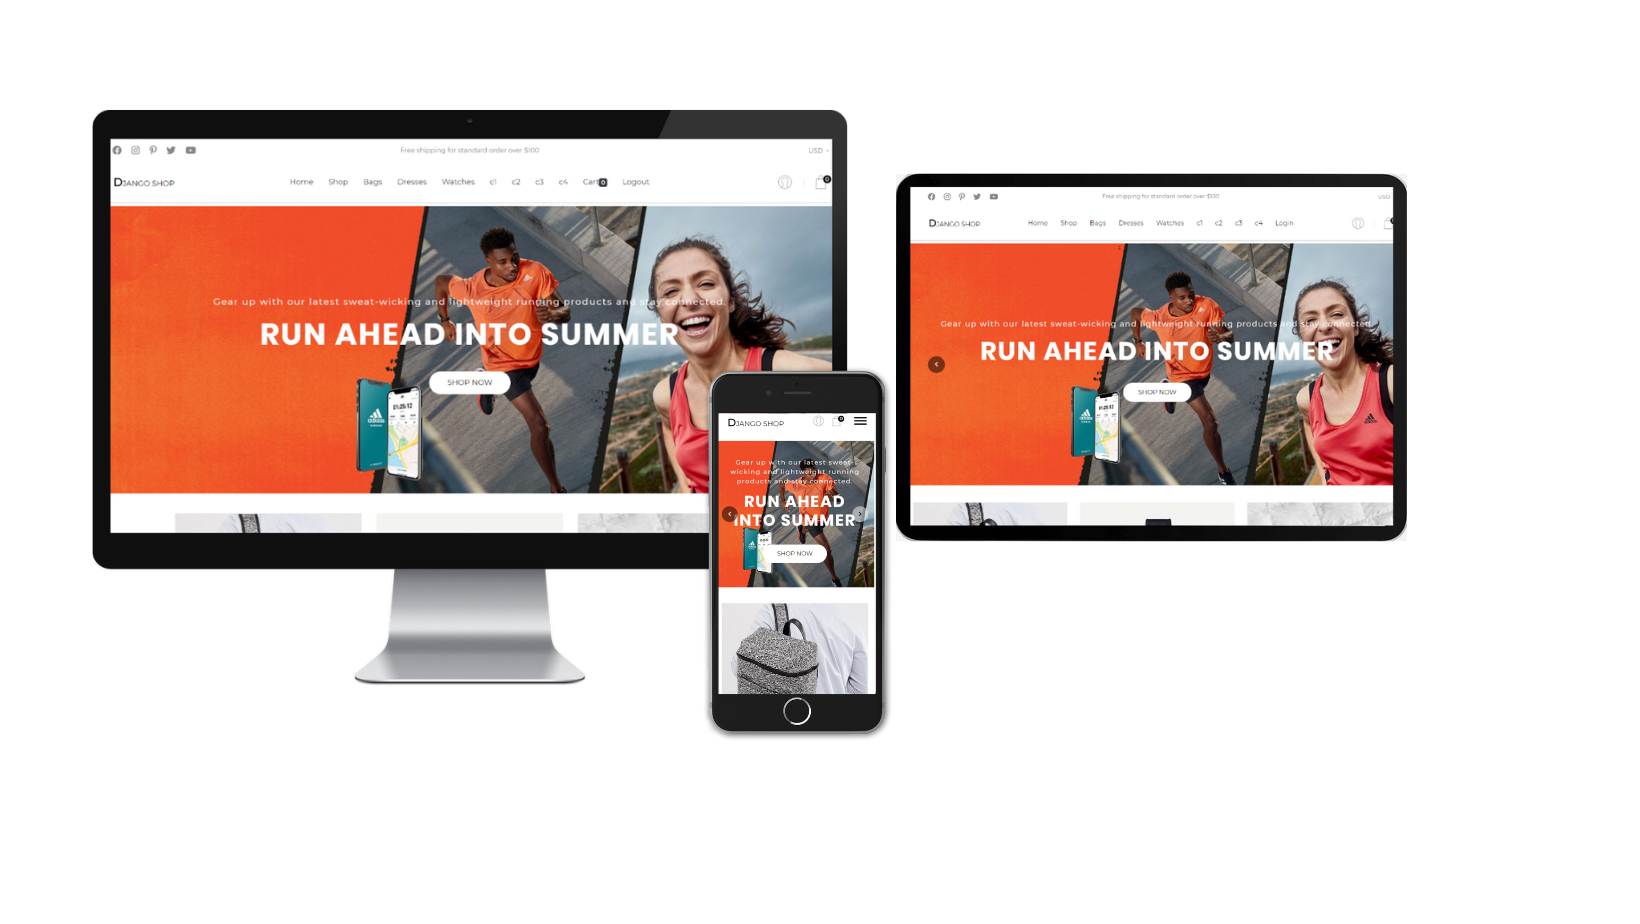 Free shipping for standard order over $100
USD
DJANGO SHOP
Home Shop Bags Dresses Watches c1 c2 c3 c4 Cart 0 Logout
0
Gear up with our latest sweat-wicking and lightweight running products and stay connected.
RUN AHEAD INTO SUMMER
SHOP NOW
01:25:12
adidas
DJANGO SHOP
0
Gear up with our latest sweat-
wicking and lightweight running
products and stay connected.
RUN AHEAD
INTO SUMMER
SHOP NOW
Free shipping for standard order over $100
USD
DJANGO SHOP
Home Shop Bags Dresses Watches c1 c2 c3 c4 Login
Gear up with our latest sweat-wicking and lightweight running products and stay connected.
RUN AHEAD INTO SUMMER
SHOP NOW
adidas